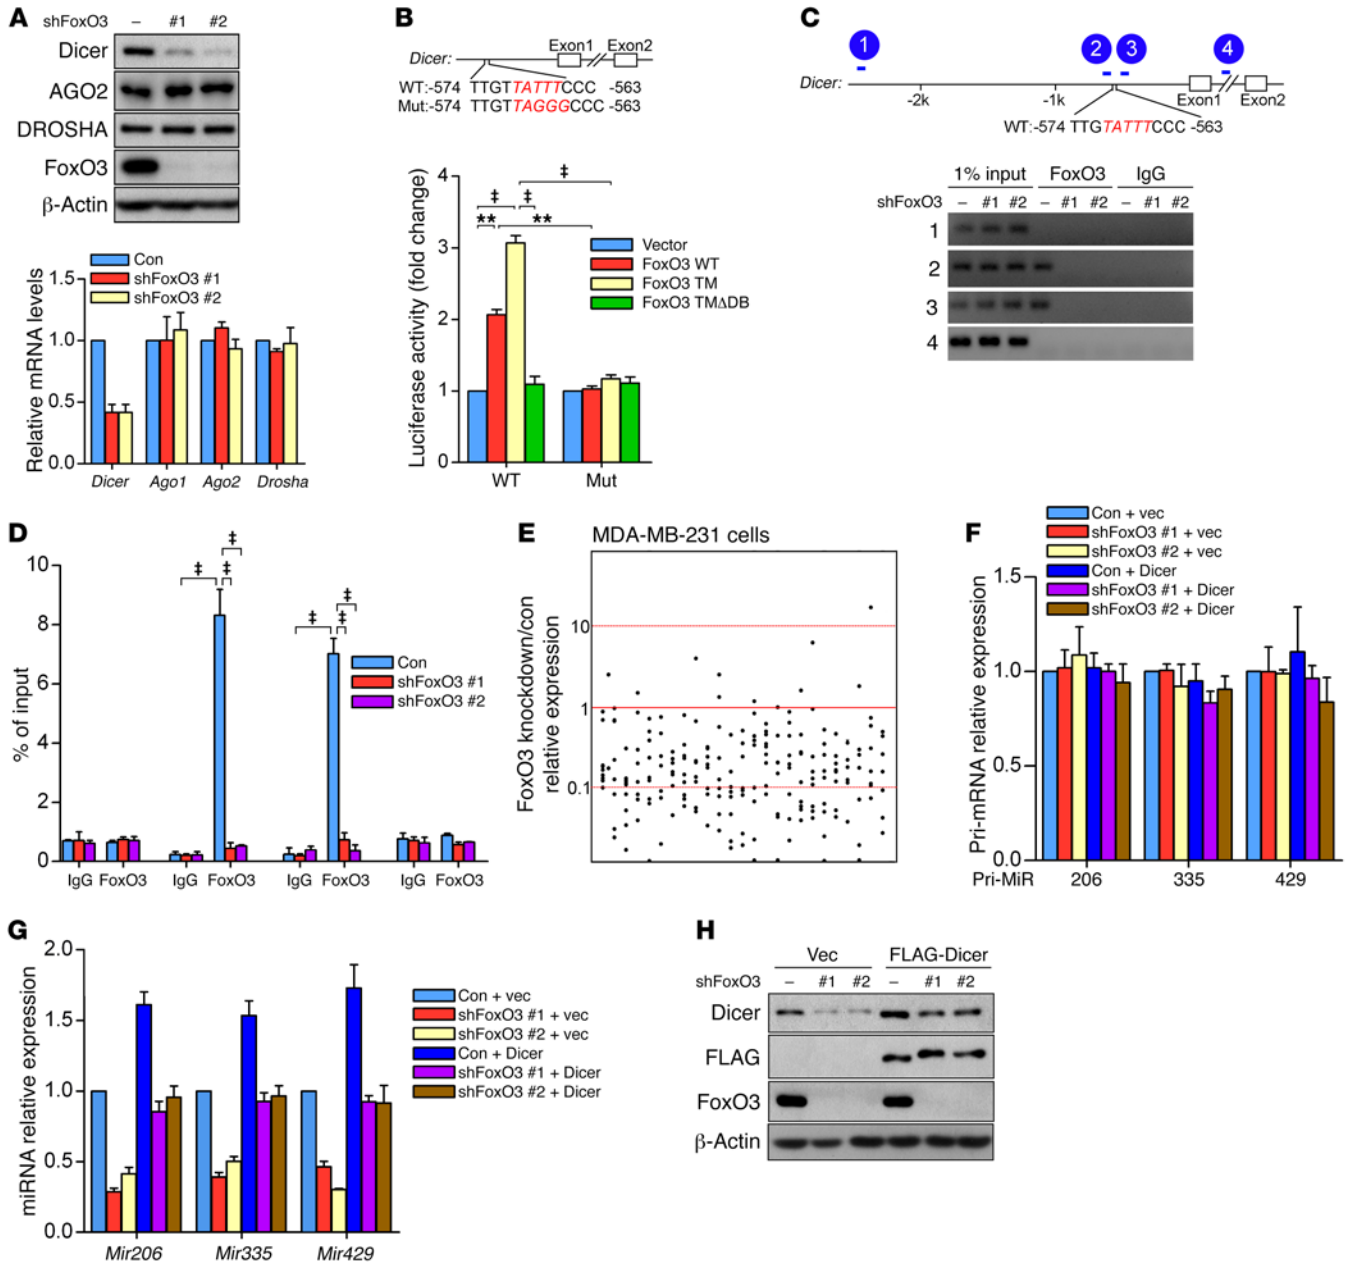 A
shFoxO3 – #1 #2
Dicer
AGO2
DROSHA
FoxO3
β-Actin
Con
shFoxO3 #1
shFoxO3 #2
Relative mRNA levels
1.5
1.0
0.5
0.0
Dicer Ago1 Ago2 Drosha
B
Exon1 Exon2
Dicer:
WT:-574 TTGTTATTTCCC -563
Mut:-574 TTGTTAGGGCCC -563
Luciferase activity (fold change)
4
3
2
1
0
‡
‡ ‡
** **
Vector
FoxO3 WT
FoxO3 TM
FoxO3 TMΔDB
WT Mut
C
1 2 3 4
Dicer:
-2k -1k Exon1 Exon2
WT:-574 TTGTATTTCCC -563
1% input FoxO3 IgG
shFoxO3 – #1 #2 – #1 #2 – #1 #2
1
2
3
4
D
% of input
10
8
6
4
2
0
‡
‡ ‡
‡
‡ ‡
Con
shFoxO3 #1
shFoxO3 #2
IgG FoxO3 IgG FoxO3 IgG FoxO3 IgG FoxO3
E
MDA-MB-231 cells
FoxO3 knockdown/con
relative expression
10
1
0.1
F
Con + vec
shFoxO3 #1 + vec
shFoxO3 #2 + vec
Con + Dicer
shFoxO3 #1 + Dicer
shFoxO3 #2 + Dicer
Pri-mRNA relative expression
1.5
1.0
0.5
0.0
Pri-MiR 206 335 429
G
miRNA relative expression
2.0
1.5
1.0
0.5
0.0
Con + vec
shFoxO3 #1 + vec
shFoxO3 #2 + vec
Con + Dicer
shFoxO3 #1 + Dicer
shFoxO3 #2 + Dicer
Mir206 Mir335 Mir429
H
Vec FLAG-Dicer
shFoxO3 – #1 #2 – #1 #2
Dicer
FLAG
FoxO3
β-Actin